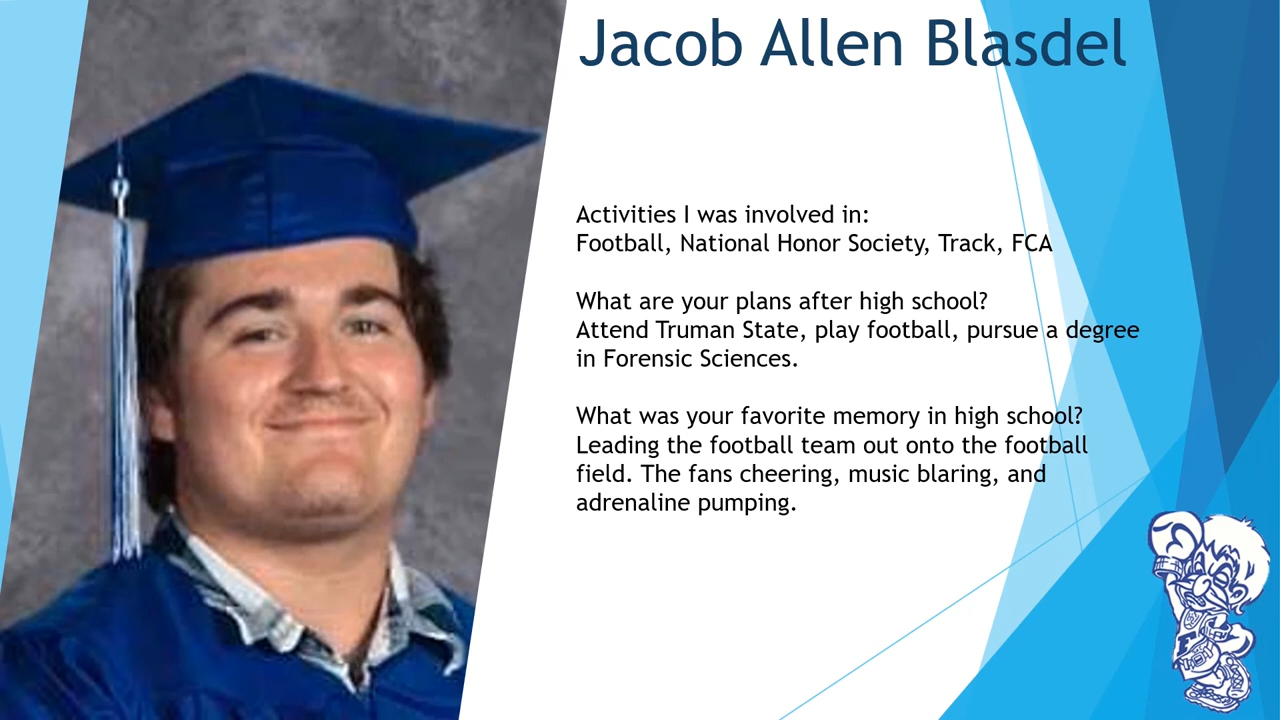 Jacob Allen Blasdel
Activities I was involved in:
Football, National Honor Society, Track, FCA
What are your plans after high school?
Attend Truman State, play football, pursue a degree
in Forensic Sciences.
What was your favorite memory in high school?
Leading the football team out onto the football
field. The fans cheering, music blaring, and
adrenaline pumping.